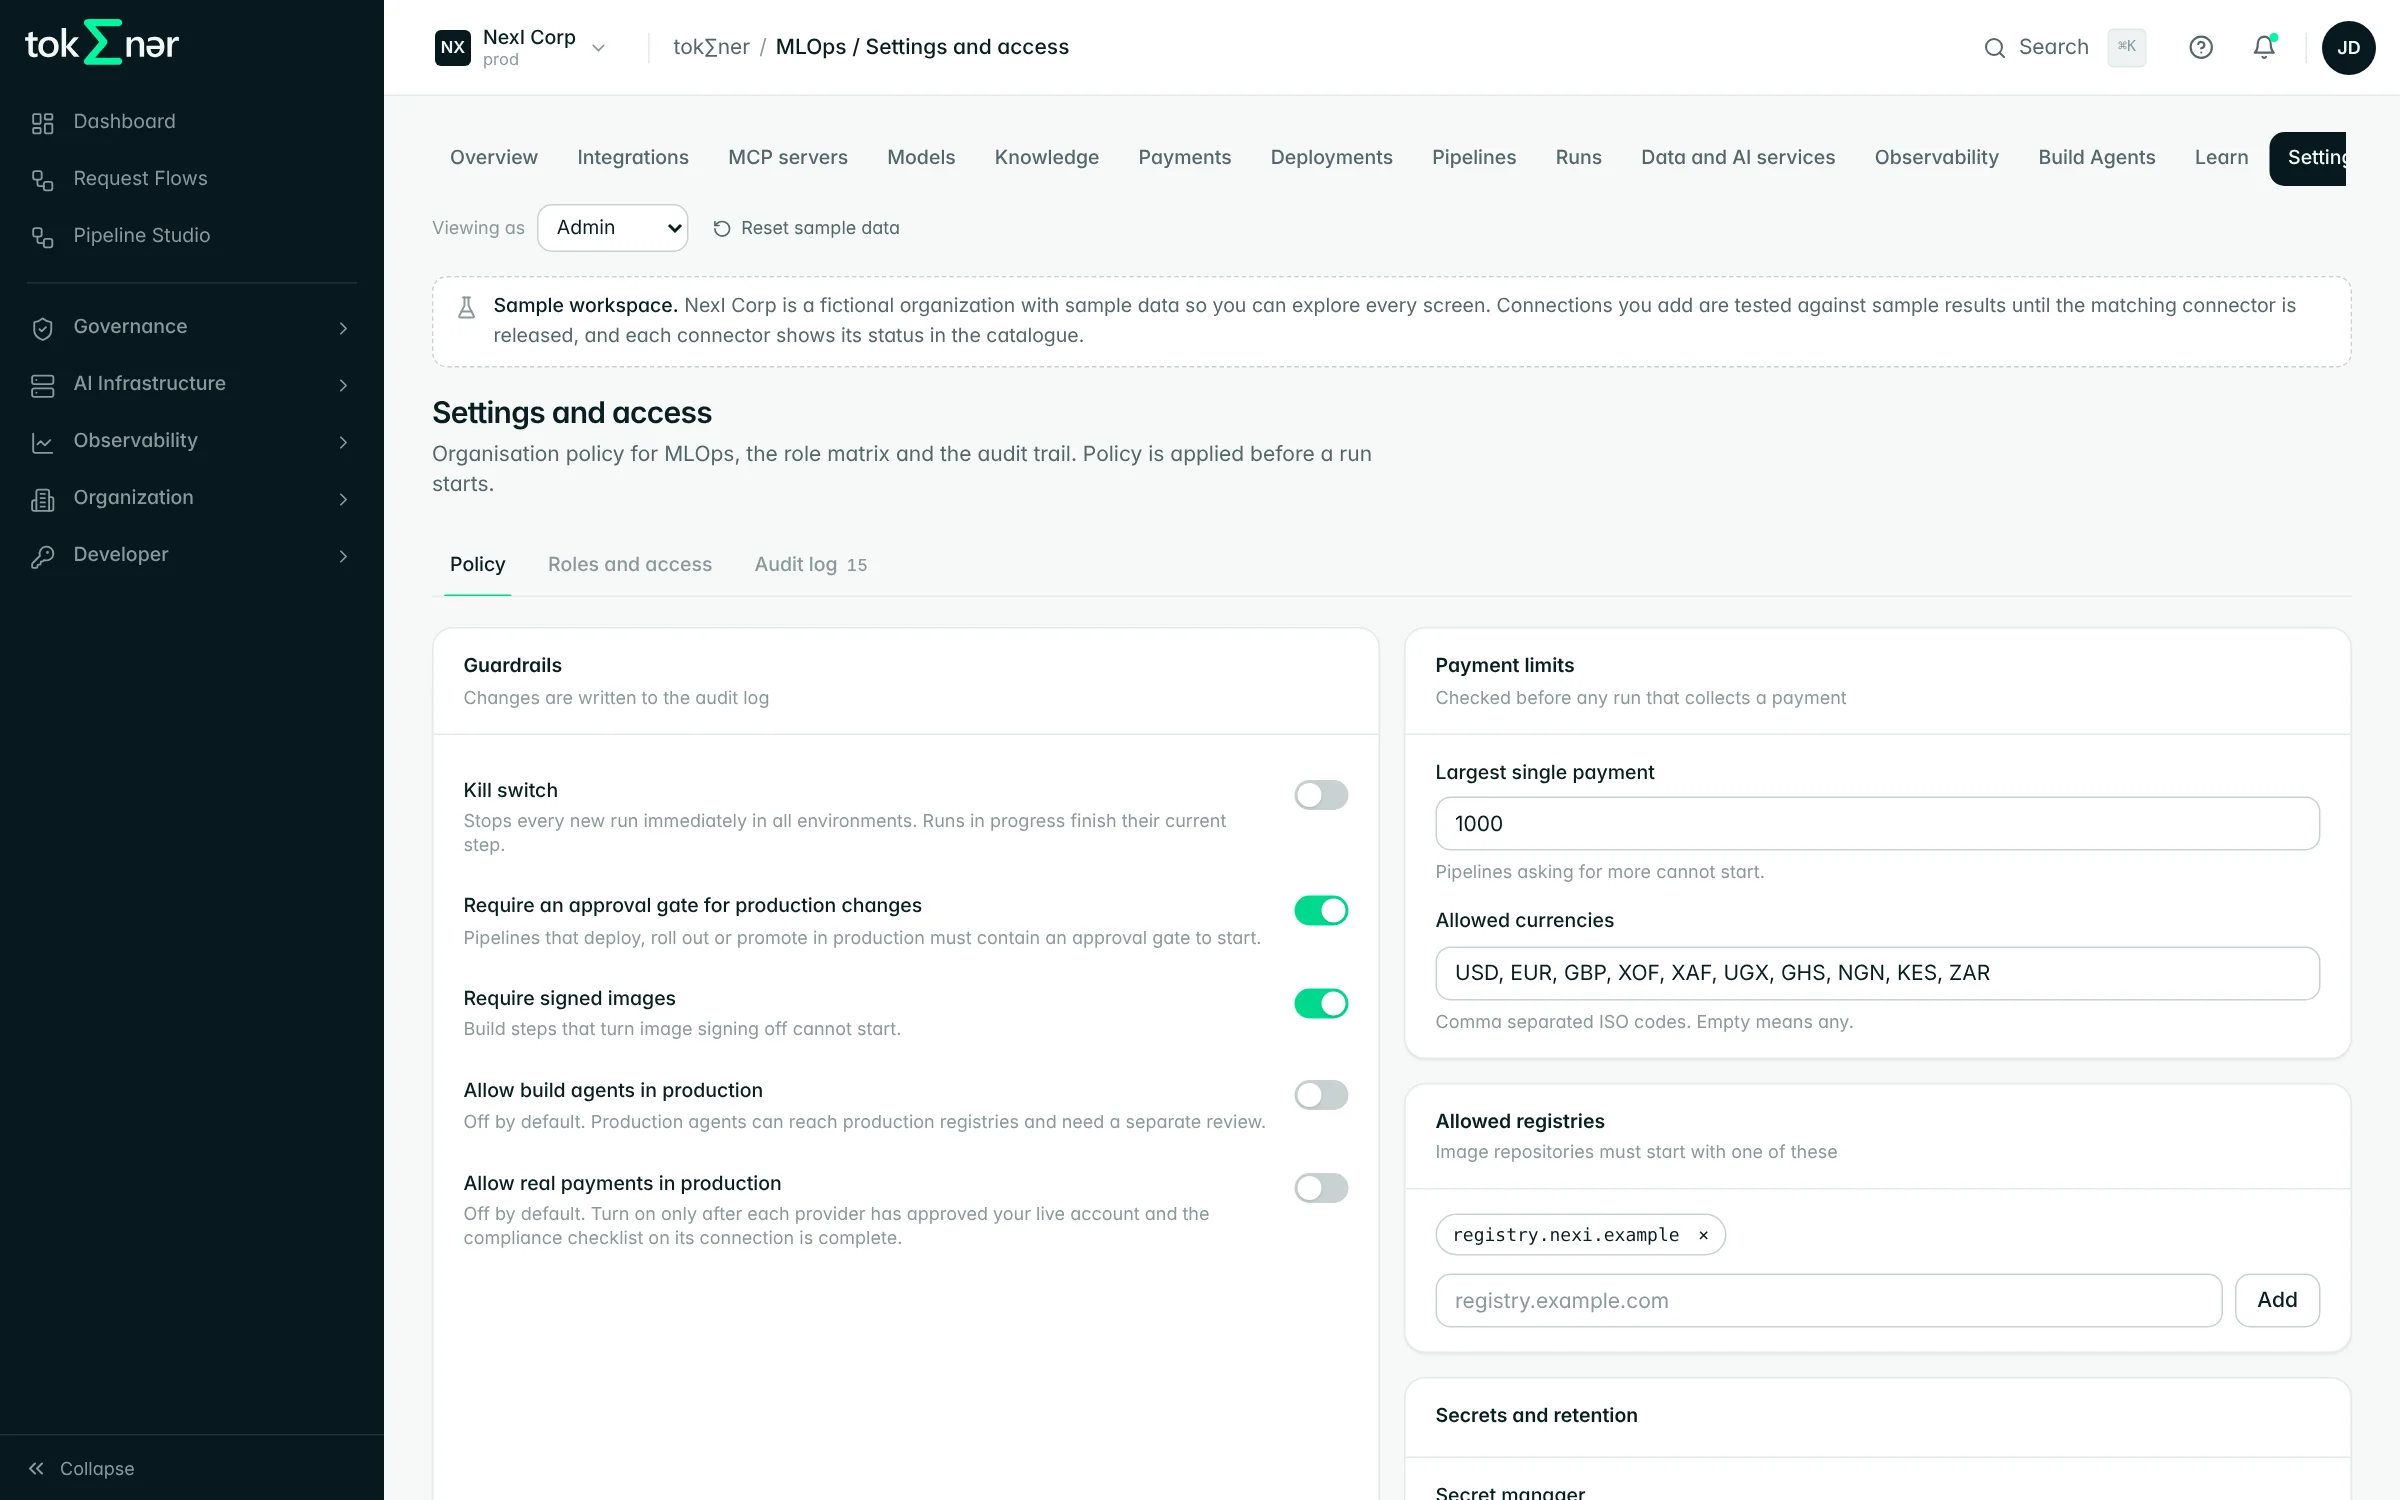 tokΣnər
Dashboard
Request Flows
Pipeline Studio
Governance
AI Infrastructure
Observability
Organization
Developer
Collapse
NX
Nexl Corp
prod
tok∑ner / MLOps / Settings and access
Search
⌘K
JD
Overview
Integrations
MCP servers
Models
Knowledge
Payments
Deployments
Pipelines
Runs
Data and AI services
Observability
Build Agents
Learn
Setting
Viewing as
Admin
Reset sample data
Sample workspace. Nexl Corp is a fictional organization with sample data so you can explore every screen. Connections you add are tested against sample results until the matching connector is
released, and each connector shows its status in the catalogue.
Settings and access
Organisation policy for MLOps, the role matrix and the audit trail. Policy is applied before a run
starts.
Policy
Roles and access
Audit log 15
Guardrails
Changes are written to the audit log
Kill switch
Stops every new run immediately in all environments. Runs in progress finish their current
step.
Require an approval gate for production changes
Pipelines that deploy, roll out or promote in production must contain an approval gate to start.
Require signed images
Build steps that turn image signing off cannot start.
Allow build agents in production
Off by default. Production agents can reach production registries and need a separate review.
Allow real payments in production
Off by default. Turn on only after each provider has approved your live account and the
compliance checklist on its connection is complete.
Payment limits
Checked before any run that collects a payment
Largest single payment
1000
Pipelines asking for more cannot start.
Allowed currencies
USD, EUR, GBP, XOF, XAF, UGX, GHS, NGN, KES, ZAR
Comma separated ISO codes. Empty means any.
Allowed registries
Image repositories must start with one of these
registry.nexi.example ×
registry.example.com
Add
Secrets and retention
Secret manager